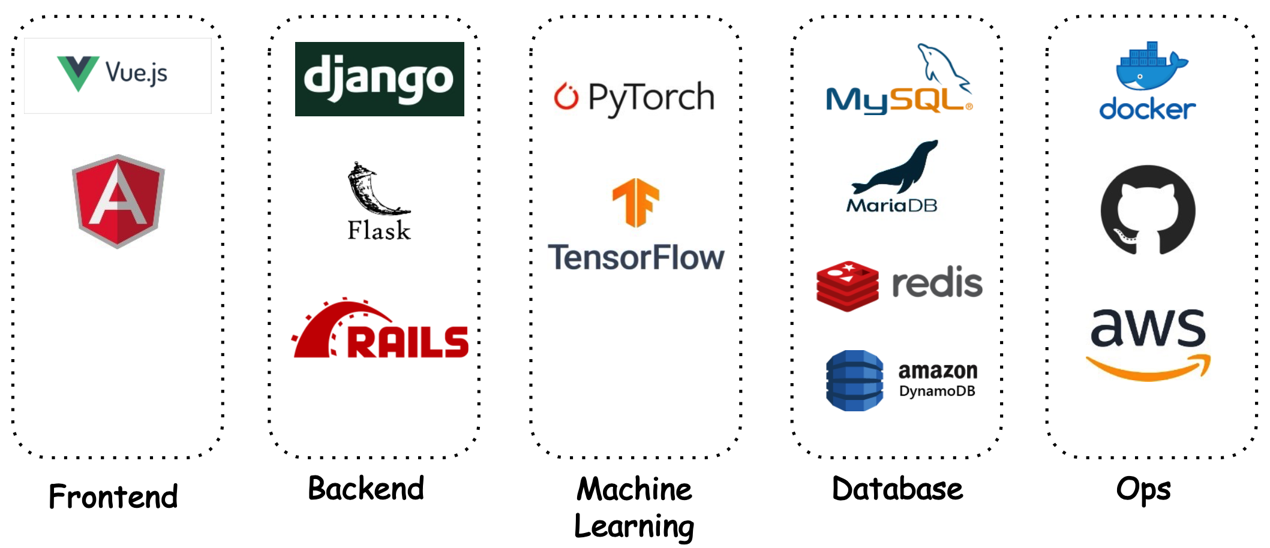 Vue.js
A
Frontend
django
Flask
RAILS
Backend
PyTorch
TF
TensorFlow
Machine
Learning
MySQL®
MariaDB
redis
amazon
DynamoDB
Database
docker
aws
Ops